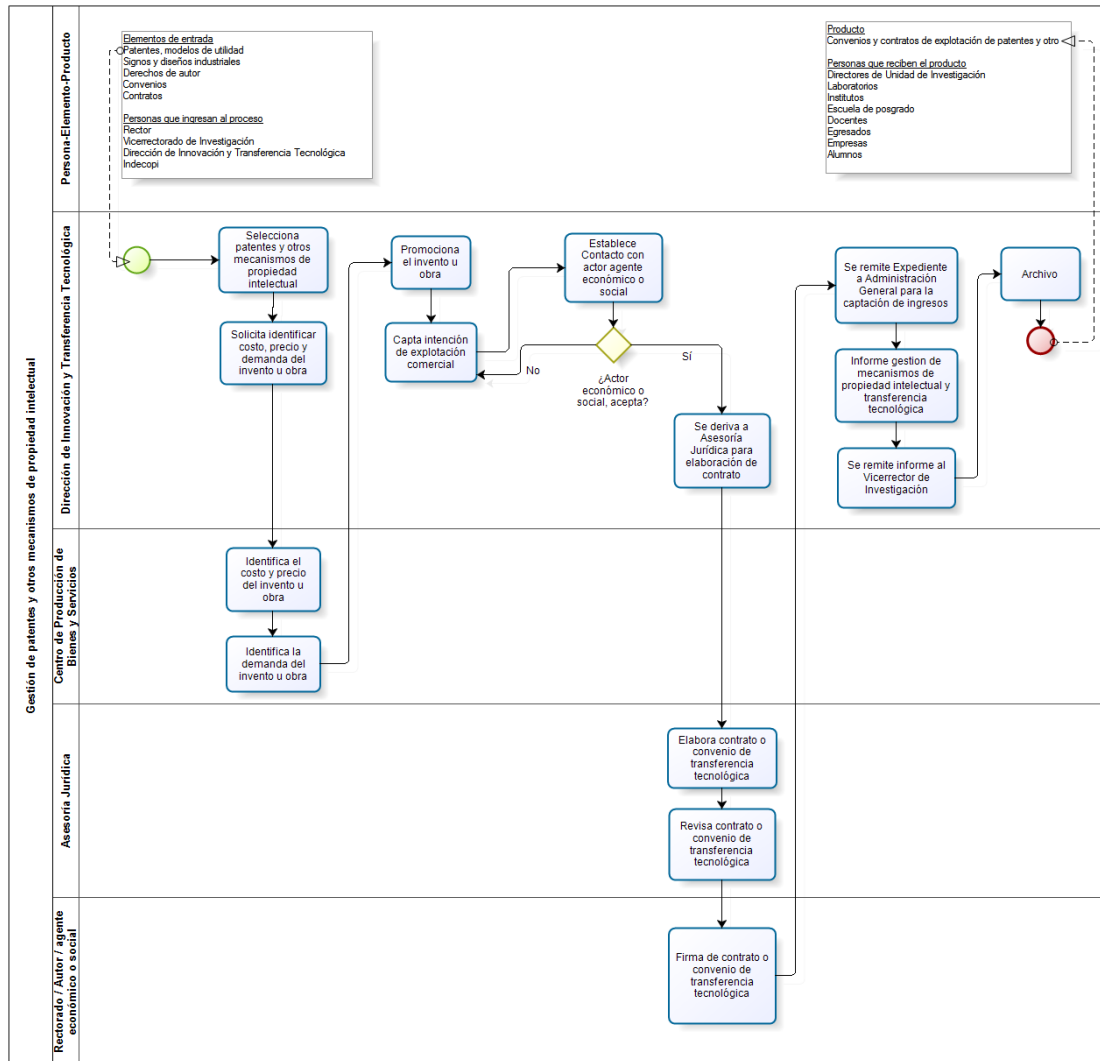 Gestión de patentes y otros mecanismos de propiedad intelectual
Persona-Elemento-Producto
Elementos de entrada
Patentes, modelos de utilidad
Signos y diseños industriales
Derechos de autor
Convenios
Contratos
Personas que ingresan al proceso
Rector
Vicerrectorado de Investigación
Dirección de Innovación y Transferencia Tecnológica
Indecopi
Producto
Convenios y contratos de explotación de patentes y otro
Personas que reciben el producto
Directores de Unidad de Investigación
Laboratorios
Institutos
Escuela de posgrado
Docentes
Egresados
Empresas
Alumnos
Dirección de Innovación y Transferencia Tecnológica
Selecciona
patentes y otros
mecanismos de
propiedad
intelectual
Solicita identificar
costo, precio y
demanda del
invento u obra
Promociona
el invento u
obra
Capta intención
de explotación
comercial
Establece
Contacto con
actor agente
económico o
social
No
Sí
¿Actor
económico o
social, acepta?
Se deriva a
Asesoría
Jurídica para
elaboración de
contrato
Se remite Expediente
a Administración
General para la
captación de ingresos
Informe gestion de
mecanismos de
propiedad intelectual y
transferencia
tecnológica
Se remite informe al
Vicerrector de
Investigación
Archivo
Centro de Producción de
Bienes y Servicios
Identifica el
costo y precio
del invento u
obra
Identifica la
demanda del
invento u obra
Asesoría Jurídica
Elabora contrato o
convenio de
transferencia
tecnológica
Revisa contrato o
convenio de
transferencia
tecnológica
Rectorado / Autor / agente
económico o social
Firma de contrato o
convenio de
transferencia
tecnológica